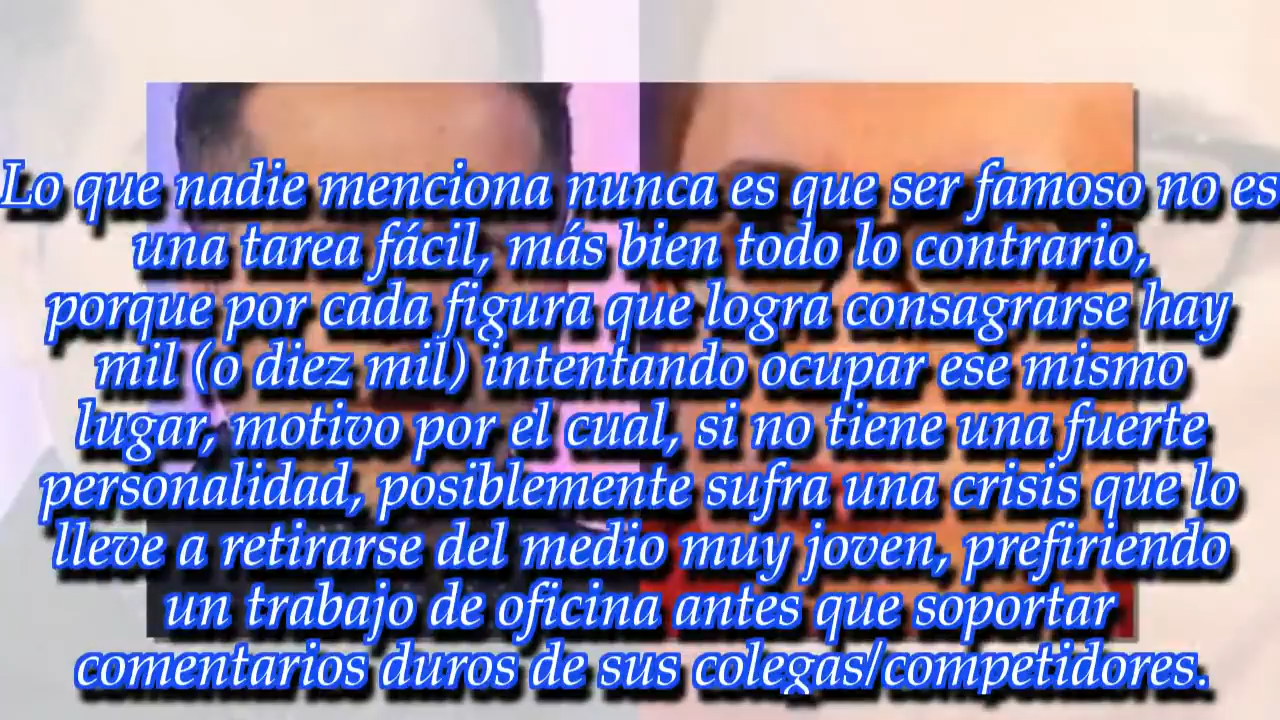 Lo que nadie menciona nunca es que ser famoso no es
una tarea fácil, más bien todo lo contrario,
porque por cada figura que logra consagrarse hay
mil (o diez mil) intentando ocupar ese mismo
lugar, motivo por el cual, si no tiene una fuerte
personalidad, posiblemente sufra una crisis que lo
lleve a retirarse del medio muy joven, prefiriendo
un trabajo de oficina antes que soportar
comentarios duros de sus colegas/competidores.